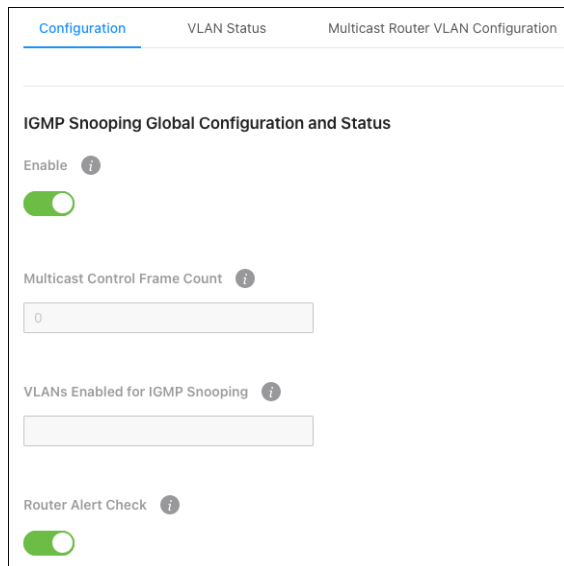 Configuration VLAN Status Multicast Router VLAN Configuration
IGMP Snooping Global Configuration and Status
Enable i
Multicast Control Frame Count i
0
VLANs Enabled for IGMP Snooping i
Router Alert Check i